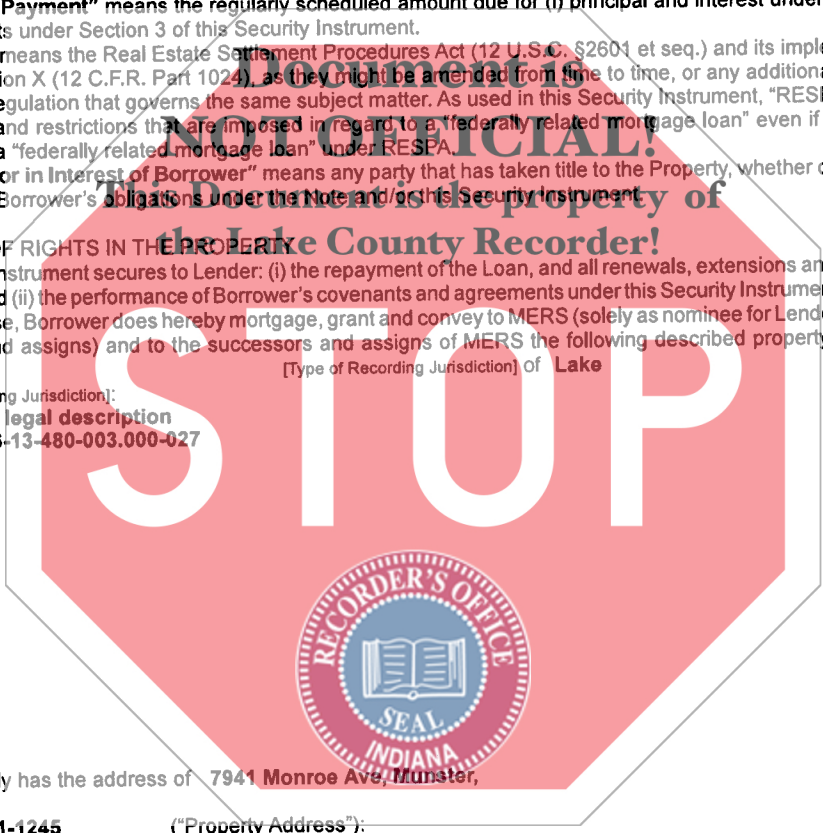 Payment” means the regularly scheduled amount due for (i) principal and interest under
ts under Section 3 of this Security Instrument.
means the Real Estate Settlement Procedures Act (12 U.S.C. §2601 et seq.) and its imple
ion X (12 C.F.R. Part 1024), as they might be amended from time to time, or any additiona
egulation that governs the same subject matter. As used in this Security Instrument, “RESP
and restrictions that are imposed in regard to a “federally related mortgage loan” even if
a “federally related mortgage loan” under RESPA.
or in Interest of Borrower” means any party that has taken title to the Property, whether o
Borrower's obligations under the Note and/or this Security Instrument.
Document is
NOT OFFICIAL!
This Document is the property of
the Lake County Recorder!
F RIGHTS IN THE PROPERTY
nstrument secures to Lender: (i) the repayment of the Loan, and all renewals, extensions an
d (ii) the performance of Borrower's covenants and agreements under this Security Instrumen
se, Borrower does hereby mortgage, grant and convey to MERS (solely as nominee for Lende
d assigns) and to the successors and assigns of MERS the following described property
[Type of Recording Jurisdiction] of Lake
ng Jurisdiction]:
legal description
-13-480-003.000-027
STOP
RECORDER'S OFFICE
SEAL
INDIANA
y has the address of 7941 Monroe Ave, Munster,
1-1245 (“Property Address”):